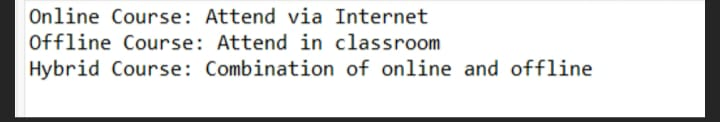 Online Course: Attend via Internet
Offline Course: Attend in classroom
Hybrid Course: Combination of online and offline